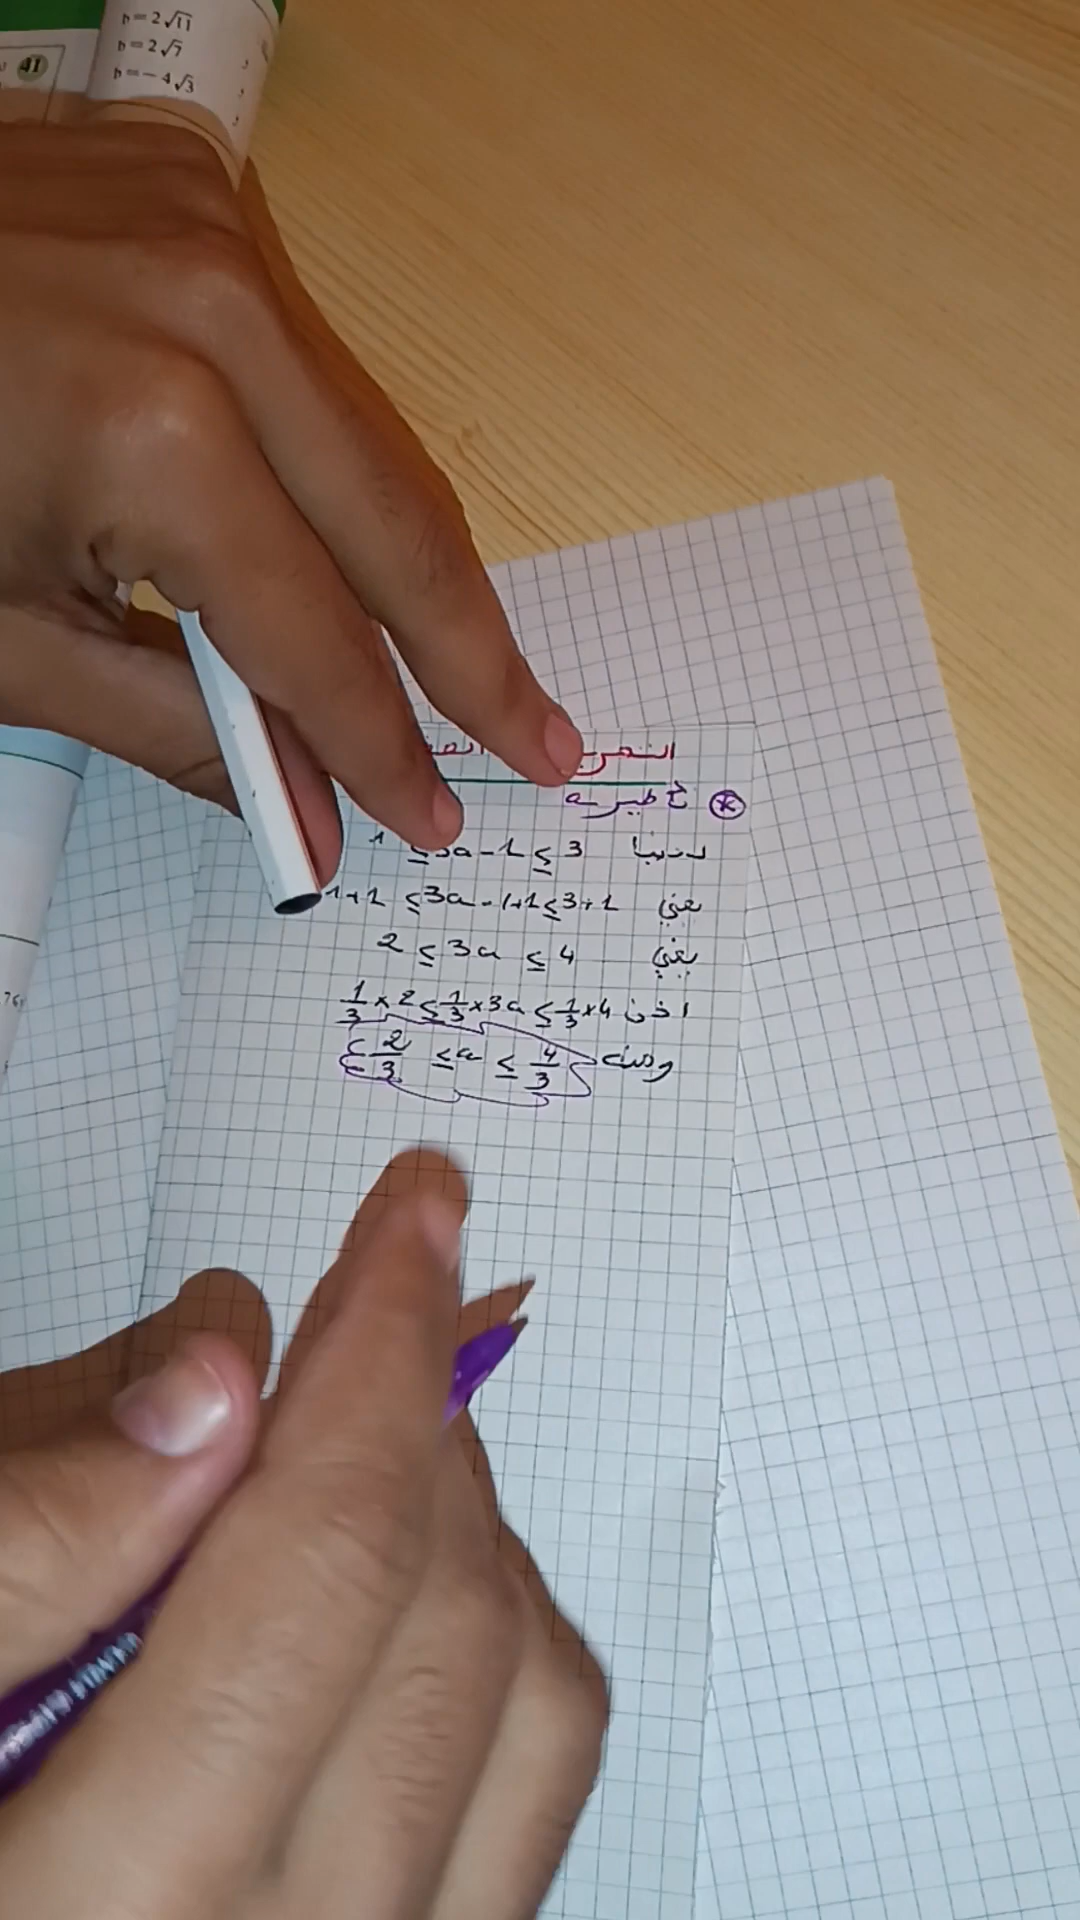 b = 2√11
b = 2√7
b = -4√3
41
76
* a
لدينا 1 ≤ 3a - 1 ≤ 3
يعني 1+1 ≤ 3a - 1+1 ≤ 3+1
يعني 2 ≤ 3a ≤ 4
اذن 1/3 × 2 ≤ 1/3 × 3a ≤ 1/3 × 4
ومنه 2/3 ≤ a ≤ 4/3